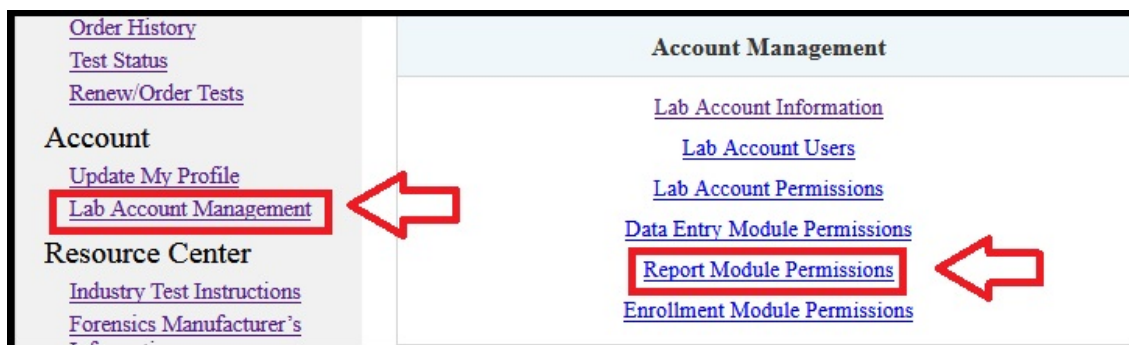 Order History
Test Status
Renew/Order Tests
Account
Update My Profile
Lab Account Management
Resource Center
Industry Test Instructions
Forensics Manufacturer's
Account Management
Lab Account Information
Lab Account Users
Lab Account Permissions
Data Entry Module Permissions
Report Module Permissions
Enrollment Module Permissions